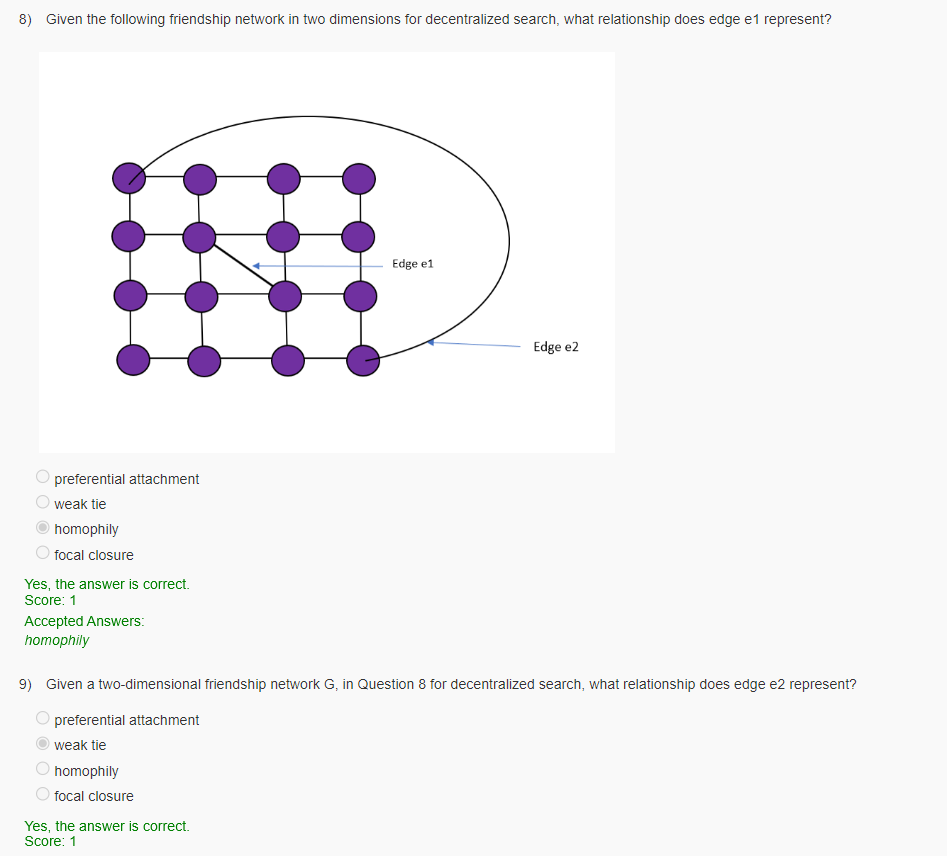 8) Given the following friendship network in two dimensions for decentralized search, what relationship does edge e1 represent?
Edge e1
Edge e2
preferential attachment
weak tie
homophily
focal closure
Yes, the answer is correct.
Score: 1
Accepted Answers:
homophily
9) Given a two-dimensional friendship network G, in Question 8 for decentralized search, what relationship does edge e2 represent?
preferential attachment
weak tie
homophily
focal closure
Yes, the answer is correct.
Score: 1